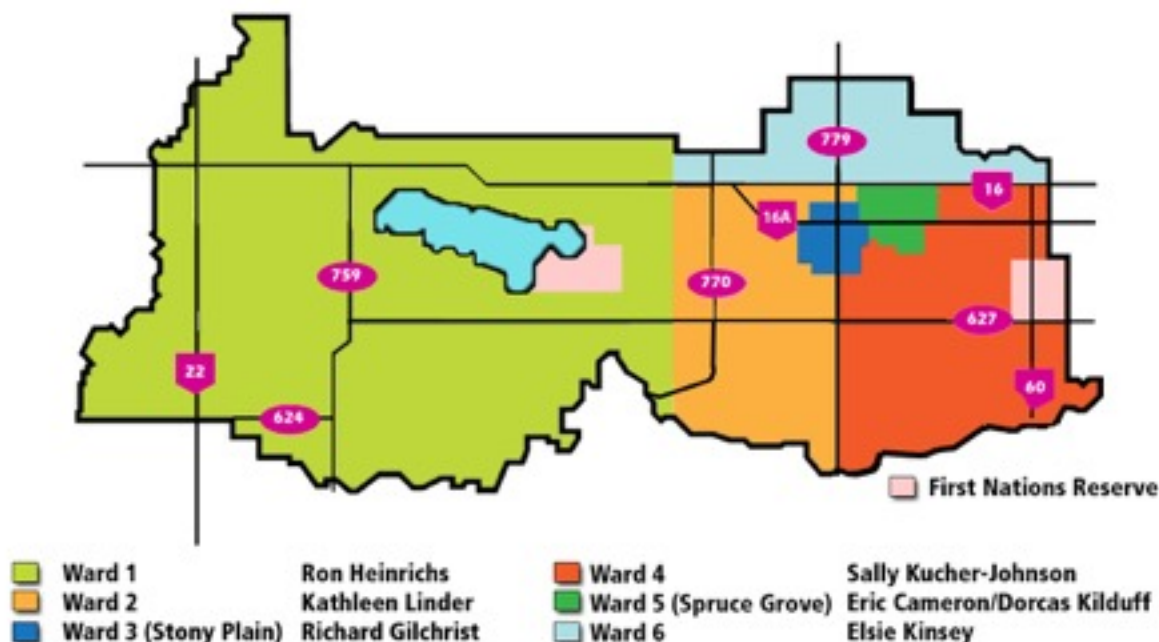 779
16
16A
759
770
627
22
60
624
First Nations Reserve
Ward 1 Ron Heinrichs
Ward 2 Kathleen Linder
Ward 3 (Stony Plain) Richard Gilchrist
Ward 4 Sally Kucher-Johnson
Ward 5 (Spruce Grove) Eric Cameron/Dorcas Kilduff
Ward 6 Elsie Kinsey